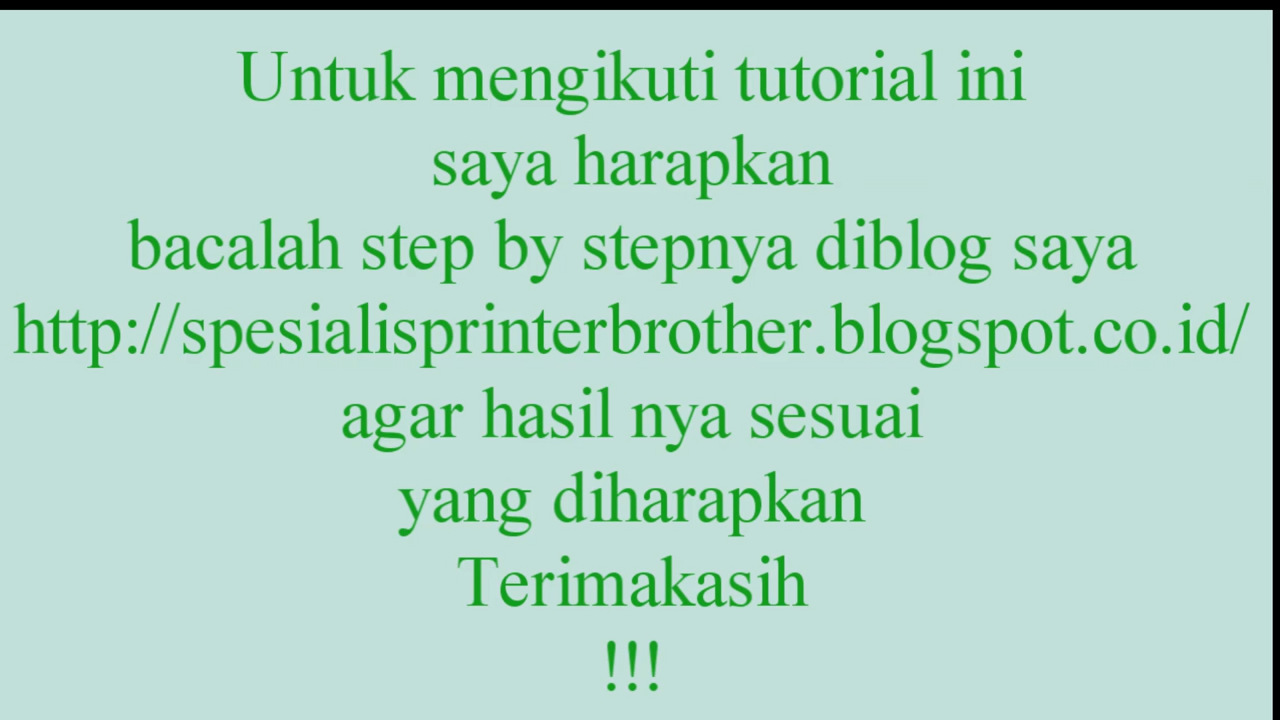 Untuk mengikuti tutorial ini
saya harapkan
bacalah step by stepnya diblog saya
http://spesialisprinterbrother.blogspot.co.id/
agar hasil nya sesuai
yang diharapkan
Terimakasih
!!!